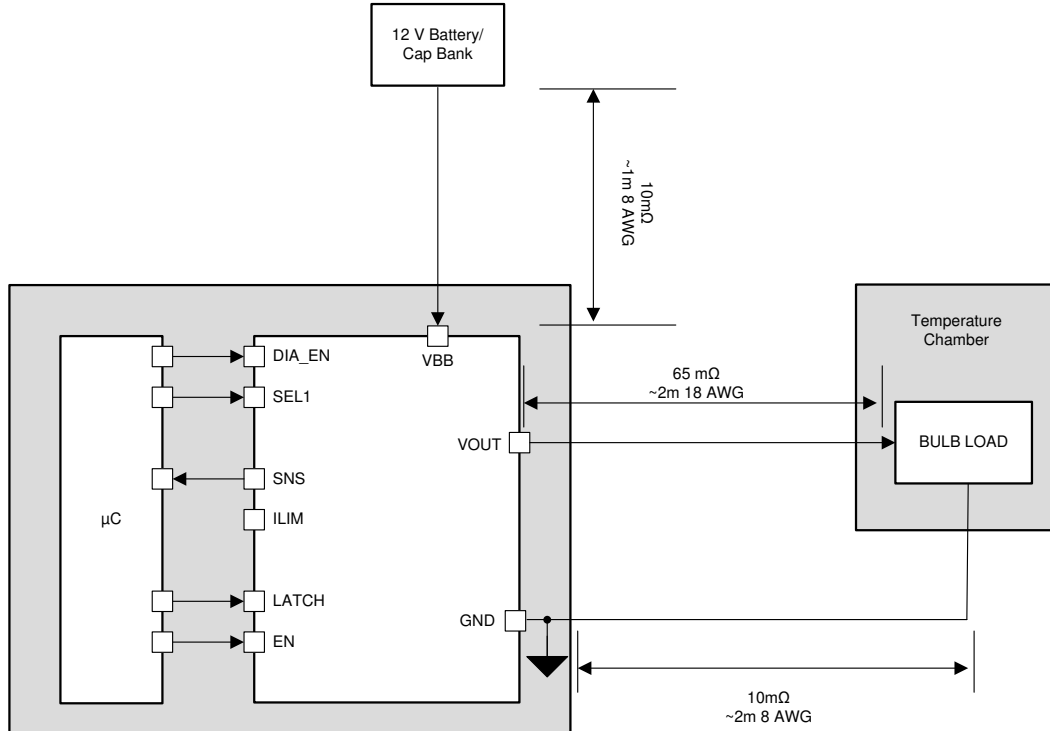 12 V Battery/
Cap Bank
10mΩ
~1m 8 AWG
Temperature
Chamber
DIA_EN
VBB
SEL1
65 mΩ
~2m 18 AWG
VOUT
BULB LOAD
SNS
µC
ILIM
LATCH
GND
EN
10mΩ
~2m 8 AWG